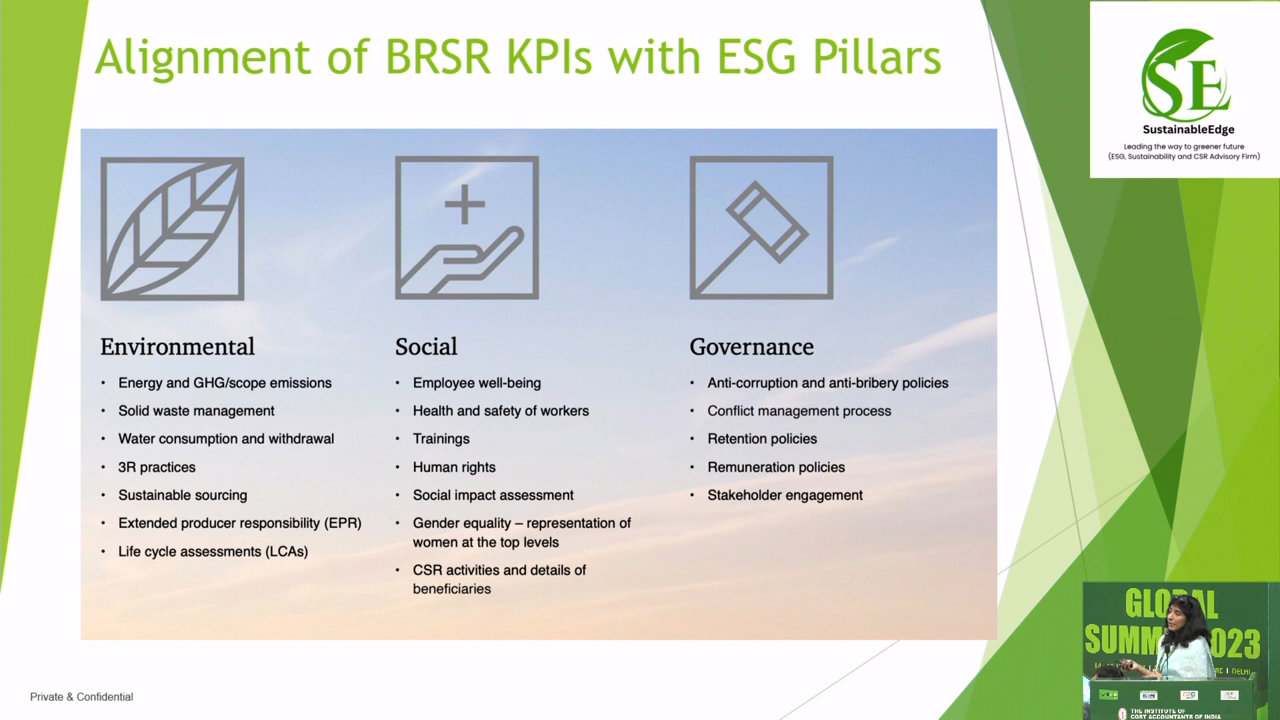 Alignment of BRSR KPIs with ESG Pillars
SE
SustainableEdge
Leading the way to greener future
(ESG, Sustainability and CSR Advisory Firm)
Environmental
• Energy and GHG/scope emissions
• Solid waste management
• Water consumption and withdrawal
• 3R practices
• Sustainable sourcing
• Extended producer responsibility (EPR)
• Life cycle assessments (LCAs)
Social
• Employee well-being
• Health and safety of workers
• Trainings
• Human rights
• Social impact assessment
• Gender equality – representation of
women at the top levels
• CSR activities and details of
beneficiaries
Governance
• Anti-corruption and anti-bribery policies
• Conflict management process
• Retention policies
• Remuneration policies
• Stakeholder engagement
Private & Confidential
DELHI
THE INSTITUTE OF
COST ACCOUNTANTS OF INDIA